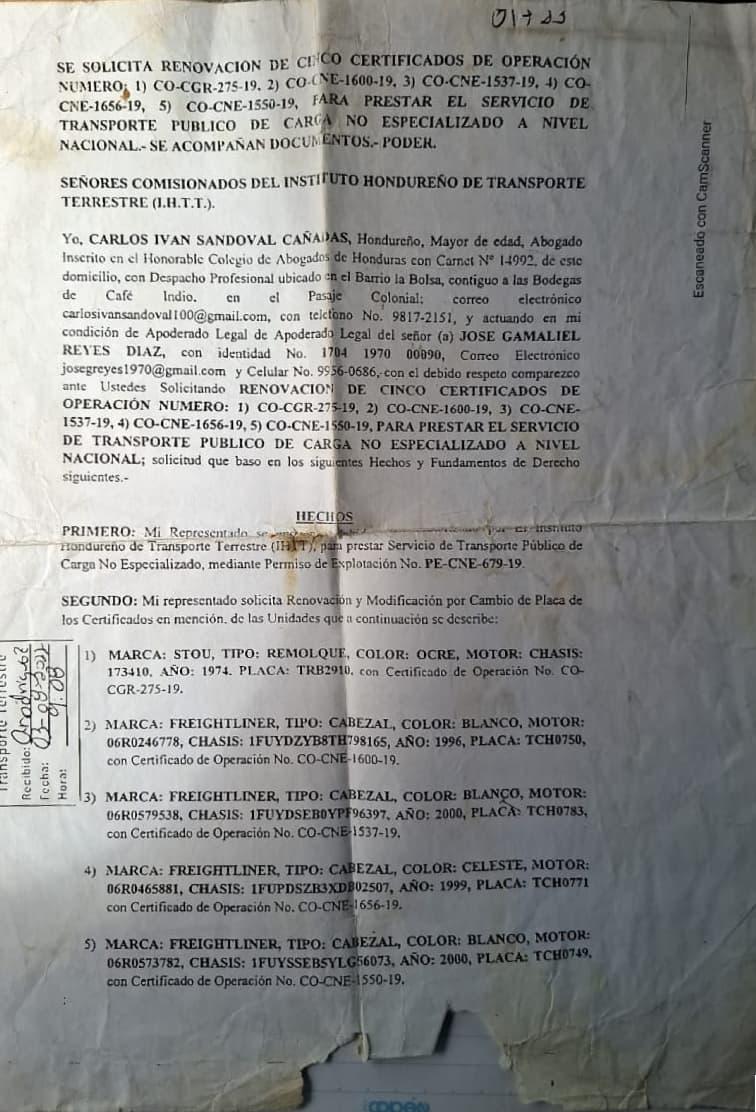 01733
SE SOLICITA RENOVACION DE CINCO CERTIFICADOS DE OPERACIÓN
NUMERO: 1) CO-CGR-275-19. 2) CO-CNE-1600-19, 3) CO-CNE-1537-19, 4) CO-
CNE-1656-19, 5) CO-CNE-1550-19, PARA PRESTAR EL SERVICIO DE
TRANSPORTE PUBLICO DE CARGA NO ESPECIALIZADO A NIVEL
NACIONAL.- SE ACOMPAÑAN DOCUMENTOS.- PODER.
SEÑORES COMISIONADOS DEL INSTITUTO HONDUREÑO DE TRANSPORTE
TERRESTRE (I.H.T.T.).
Yo, CARLOS IVAN SANDOVAL CAÑADAS, Hondureño, Mayor de edad, Abogado
Inscrito en el Honorable Colegio de Abogados de Honduras con Carnet Nº 14992, de este
domicilio, con Despacho Profesional ubicado en el Barrio la Bolsa, contiguo a las Bodegas
de Café Indio. en el Pasaje Colonial; correo electrónico
carlosivansandoval100@gmail.com, con telefono No. 9817-2151, y actuando en mi
condición de Apoderado Legal de Apoderado Legal del señor (a) JOSE GAMALIEL
REYES DIAZ, con identidad No. 1704 1970 00090, Correo Electrónico
josegreyes1970@gmail.com y Celular No. 9956-0686, con el debido respeto comparezco
ante Ustedes Solicitando RENOVACION DE CINCO CERTIFICADOS DE
OPERACIÓN NUMERO: 1) CO-CGR-275-19, 2) CO-CNE-1600-19, 3) CO-CNE-
1537-19, 4) CO-CNE-1656-19, 5) CO-CNE-1550-19, PARA PRESTAR EL SERVICIO
DE TRANSPORTE PUBLICO DE CARGA NO ESPECIALIZADO A NIVEL
NACIONAL; solicitud que baso en los siguientes Hechos y Fundamentos de Derecho
siguientes.-
HECHOS
PRIMERO: Mi Representado se por el Instituto
Hondureño de Transporte Terrestre (IHTT), para prestar Servicio de Transporte Público de
Carga No Especializado, mediante Permiso de Explotación No. PE-CNE-679-19.
SEGUNDO: Mi representado solicita Renovación y Modificación por Cambio de Placa de
los Certificados en mención. de las Unidades que a continuación se describe:
1) MARCA: STOU, TIPO: REMOLQUE, COLOR: OCRE, MOTOR: CHASIS:
173410. AÑO: 1974. PLACA: TRB2910, con Certificado de Operación No. CO-
CGR-275-19.
2) MARCA: FREIGHTLINER, TIPO: CABEZAL, COLOR: BLANCO, MOTOR:
06R0246778, CHASIS: 1FUYDZYB8TH798165, AÑO: 1996, PLACA: TCH0750,
con Certificado de Operación No. CO-CNE-1600-19.
3) MARCA: FREIGHTLINER, TIPO: CABEZAL, COLOR: BLANCO, MOTOR:
06R0579538, CHASIS: 1FUYDSEB0YPF96397, AÑO: 2000, PLACA: TCH0783,
con Certificado de Operación No. CO-CNE-1537-19.
4) MARCA: FREIGHTLINER, TIPO: CABEZAL, COLOR: CELESTE, MOTOR:
06R0465881, CHASIS: 1FUPDSZB3XDB02507, AÑO: 1999, PLACA: TCH0771
con Certificado de Operación No. CO-CNE-1656-19.
5) MARCA: FREIGHTLINER, TIPO: CABEZAL, COLOR: BLANCO, MOTOR:
06R0573782, CHASIS: 1FUYSSEB5YLG56073, AÑO: 2000, PLACA: TCH0749,
con Certificado de Operación No. CO-CNE-1550-19.
Transporte Terrestre
Recibido:
Fecha:
Hora: 9:08
Escaneado con CamScanner